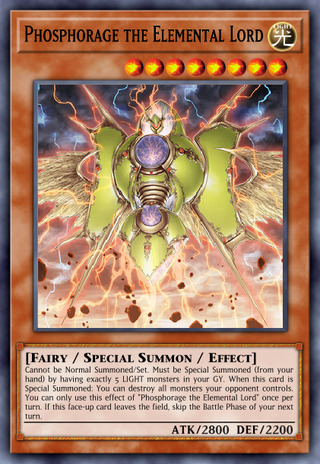 Phosphorage the Elemental Lord
LIGHT
光
[Fairy / Special Summon / Effect]
Cannot be Normal Summoned/Set. Must be Special Summoned (from your
hand) by having exactly 5 LIGHT monsters in your GY. When this card is
Special Summoned: You can destroy all monsters your opponent controls.
You can only use this effect of "Phosphorage the Elemental Lord" once per
turn. If this face-up card leaves the field, skip the Battle Phase of your next
turn.
ATK/2800 DEF/2200